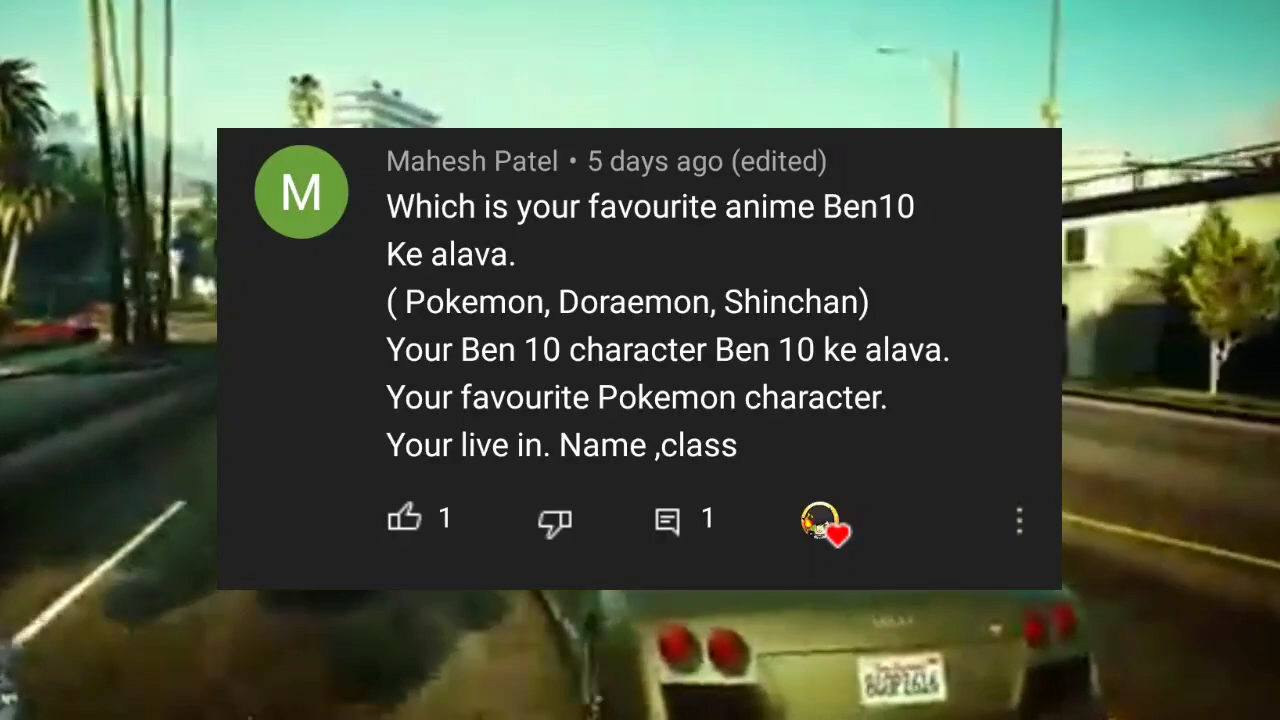 M
Mahesh Patel • 5 days ago (edited)
Which is your favourite anime Ben10
Ke alava.
( Pokemon, Doraemon, Shinchan)
Your Ben 10 character Ben 10 ke alava.
Your favourite Pokemon character.
Your live in. Name ,class
1
1